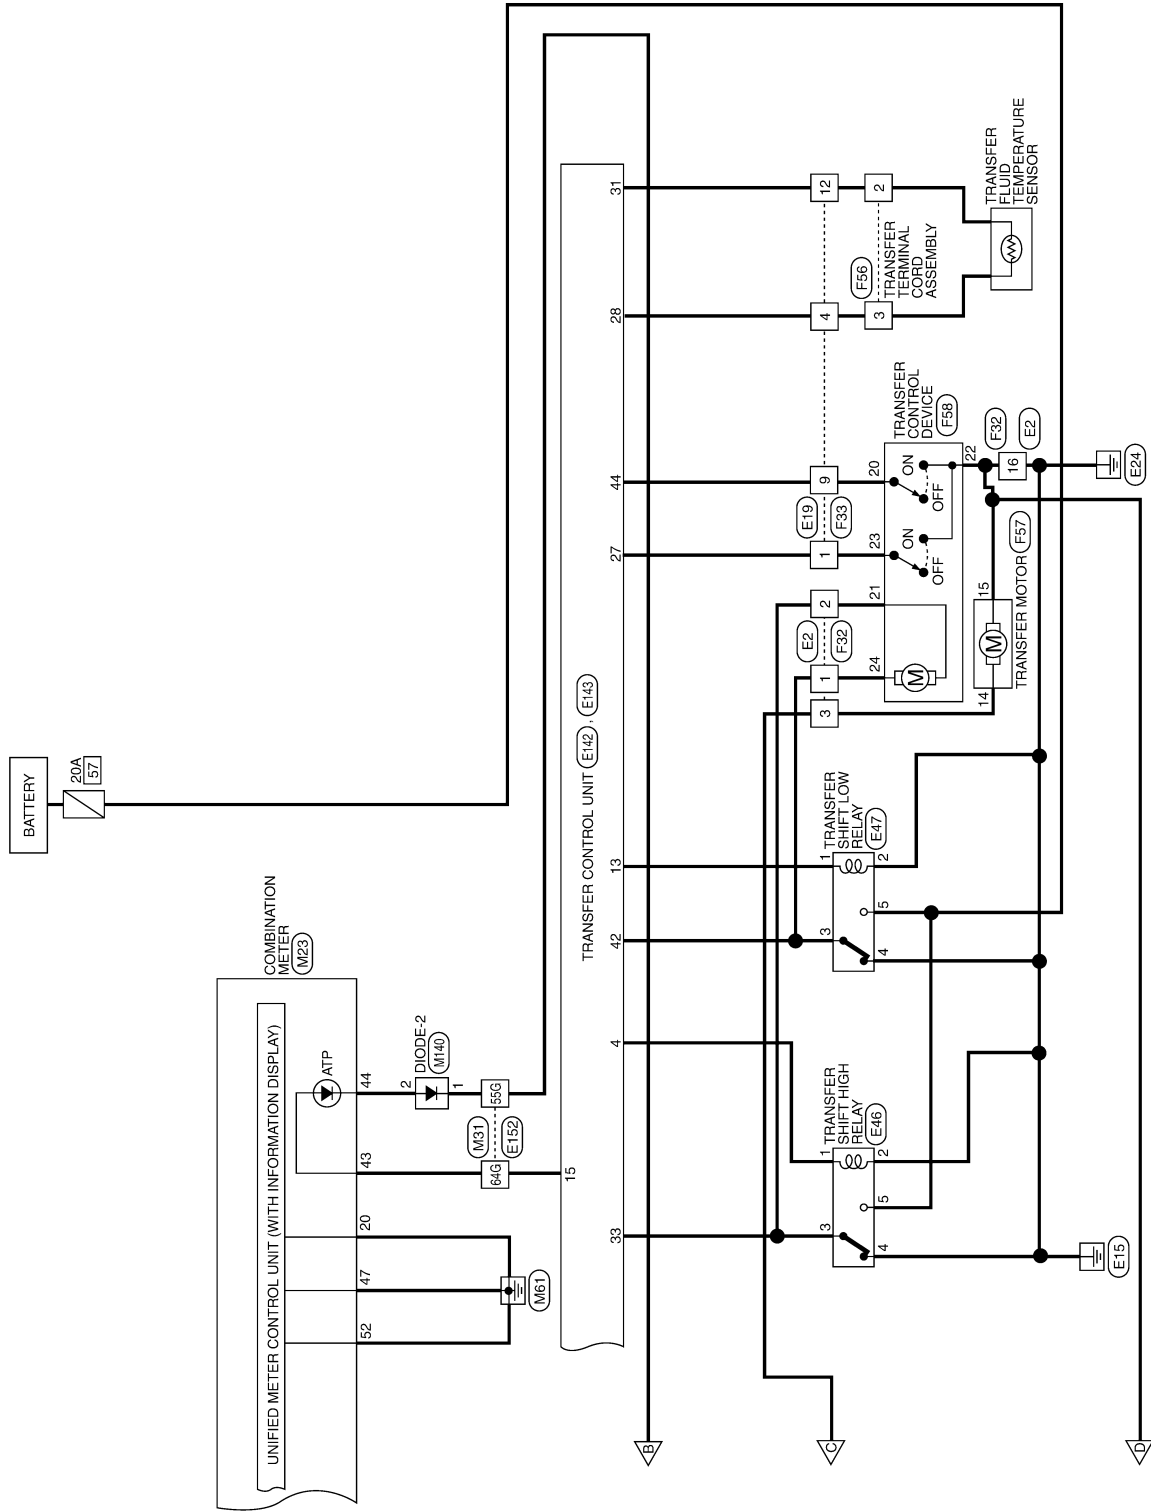 BATTERY
20A
57
COMBINATION
METER
M23
UNIFIED METER CONTROL UNIT (WITH INFORMATION DISPLAY)
ATP
52
47
20
43
44
M61
2
DIODE-2
M140
1
64G
M31
E152
55G
15
TRANSFER CONTROL UNIT
E142
,
E143
33
4
42
13
27
44
28
31
B
TRANSFER
SHIFT HIGH
RELAY
E46
1
2
3
4
5
TRANSFER
SHIFT LOW
RELAY
E47
1
2
3
4
5
3
1
E2
F32
2
1
E19
F33
9
4
12
3
F56
2
TRANSFER
TERMINAL
CORD
ASSEMBLY
TRANSFER
FLUID
TEMPERATURE
SENSOR
TRANSFER
CONTROL
DEVICE
F58
24
21
23
20
22
M
ON
OFF
ON
OFF
14
M
15
TRANSFER MOTOR
F57
16
F32
E2
E24
E15
C
D